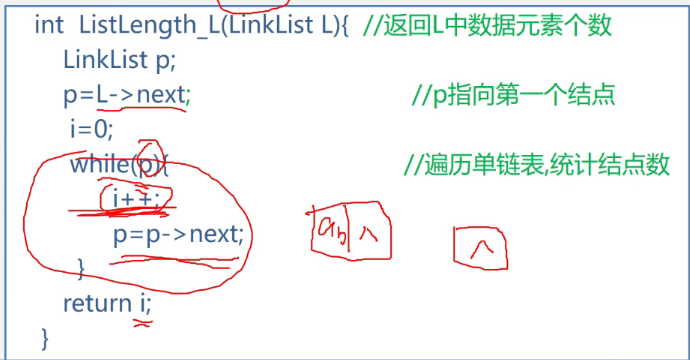 int ListLength_L(LinkList L){ //返回L中数据元素个数
LinkList p;
p=L->next; //p指向第一个结点
i=0;
while(p){ //遍历单链表,统计结点数
i++;
p=p->next;
}
return i;
}
an ^ ^